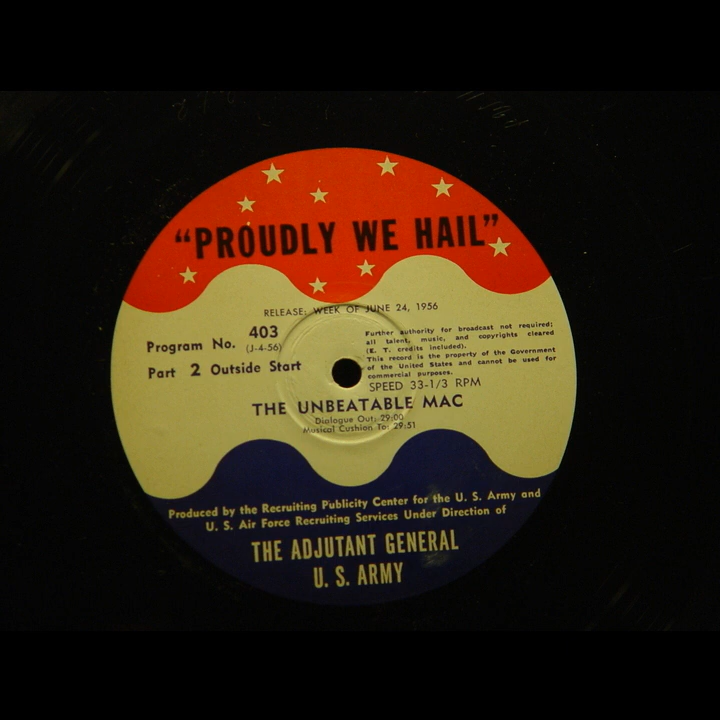 "PROUDLY WE HAIL"
RELEASE: WEEK OF JUNE 24, 1956
Program No. 403
(J-4-56)
Part 2 Outside Start
Further authority for broadcast not required;
all talent, music, and copyrights cleared
(E. T. credits included).
This record is the property of the Government
of the United States and cannot be used for
commercial purposes.
SPEED 33-1/3 RPM
THE UNBEATABLE MAC
Dialogue Out: 29:00
Musical Cushion To: 29:51
Produced by the Recruiting Publicity Center for the U. S. Army and
U. S. Air Force Recruiting Services Under Direction of
THE ADJUTANT GENERAL
U. S. ARMY